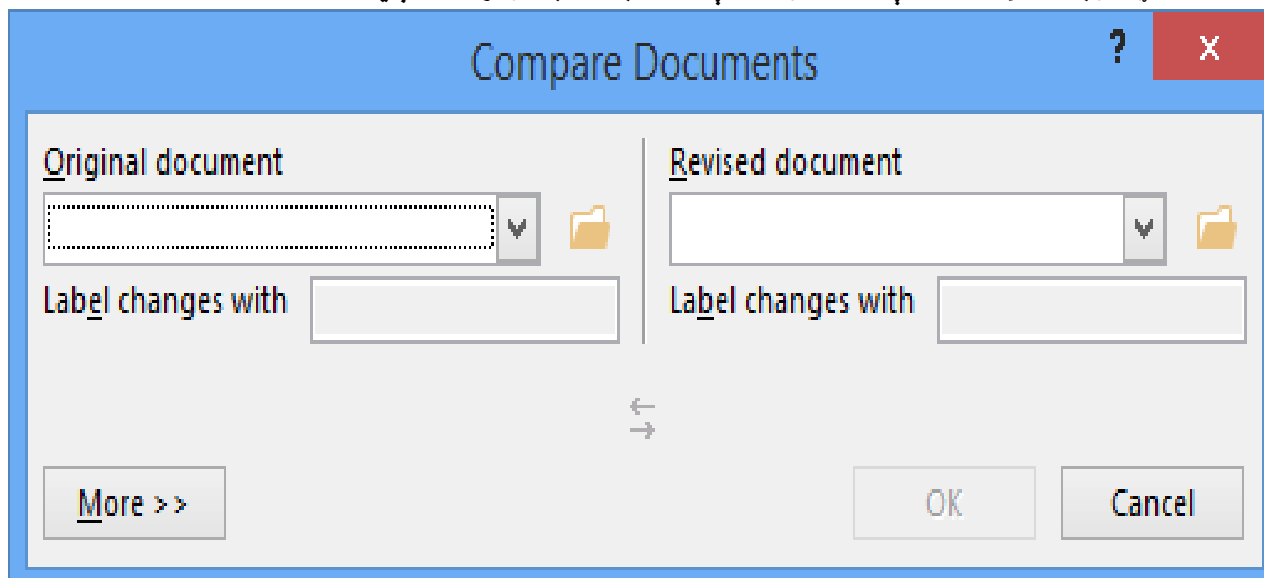 Compare Documents
?
x
Original document
Revised document
Label changes with
Label changes with
More >>
OK
Cancel